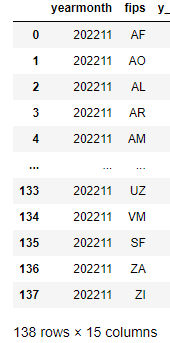 yearmonth fips y_
0 202211 AF
1 202211 AO
2 202211 AL
3 202211 AR
4 202211 AM
... ... ...
133 202211 UZ
134 202211 VM
135 202211 SF
136 202211 ZA
137 202211 ZI
138 rows × 15 columns